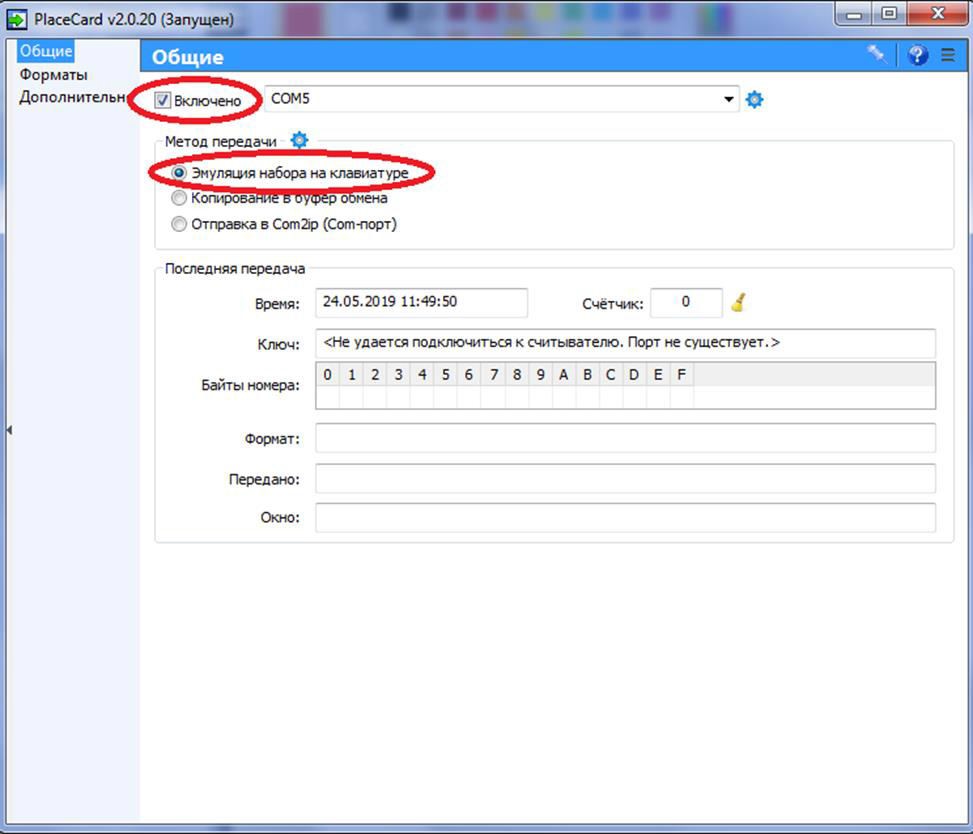 PlaceCard v2.0.20 (Запущен)
Общие
Форматы
Дополнительн
Общие
Включено
COM5
Метод передачи
Эмуляция набора на клавиатуре
Копирование в буфер обмена
Отправка в Com2ip (Com-порт)
Последняя передача
Время: 24.05.2019 11:49:50 Счётчик: 0
Ключ: <Не удается подключиться к считывателю. Порт не существует.>
0 1 2 3 4 5 6 7 8 9 A B C D E F
Байты номера:
Формат:
Передано:
Окно: